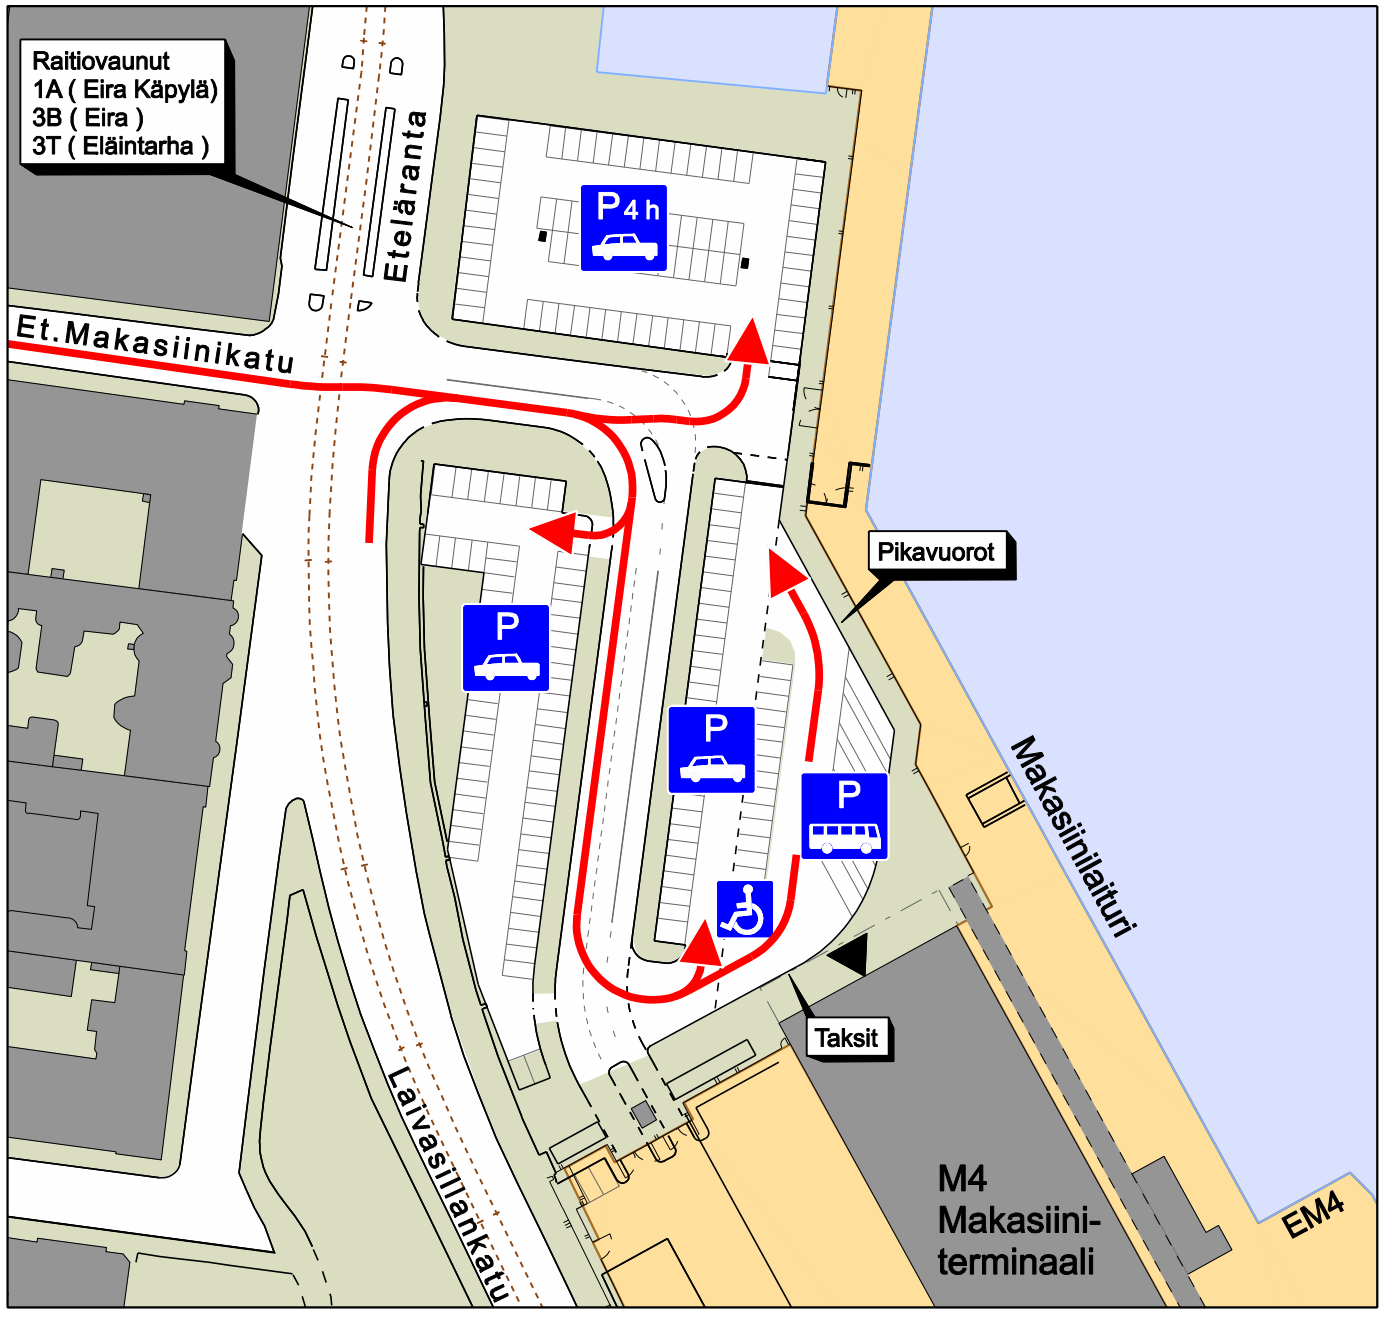 Raitiovaunut
1A ( Eira Käpylä)
3B ( Eira )
3T ( Eläintarha )
Eteläranta
P 4 h
Et.Makasiinikatu
Pikavuorot
P
P
P
Makasiinilaituri
Taksit
Laivasillankatu
M4
Makasiini-
terminaali
EM4